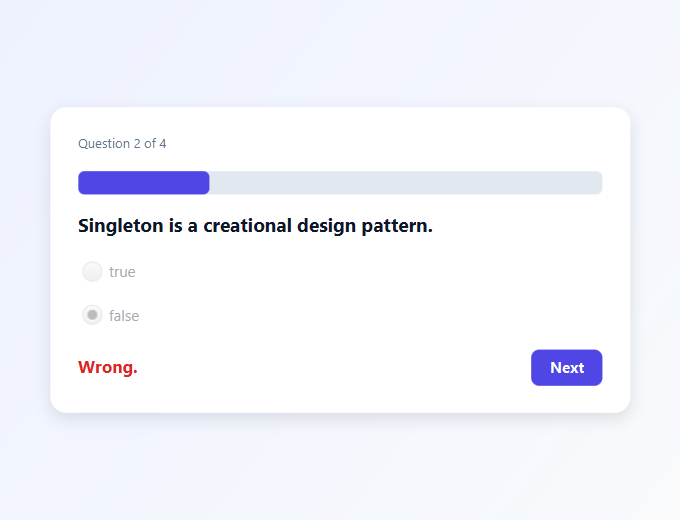 Question 2 of 4
Singleton is a creational design pattern.
true
false
Wrong.
Next